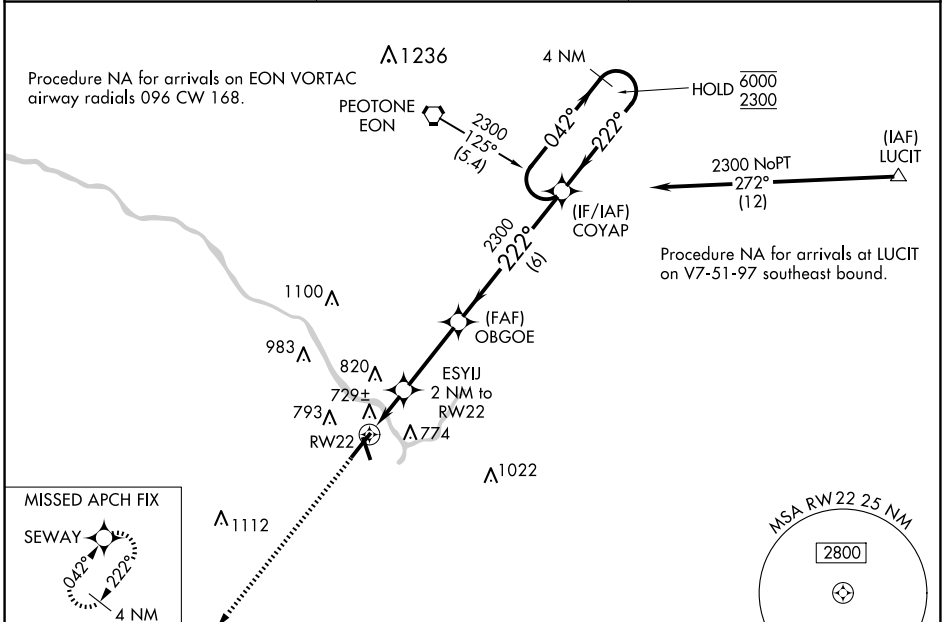 Procedure NA for arrivals on EON VORTAC
airway radials 096 CW 168.
1236
4 NM
HOLD 6000
2300
PEOTONE
EON
2300
125°
(5.4)
042°
222°
(IAF)
LUCIT
2300 NoPT
272°
(12)
(IF/IAF)
COYAP
Procedure NA for arrivals at LUCIT
on V7-51-97 southeast bound.
2300
222°
(6)
1100
(FAF)
OBGOE
983
820
ESYIJ
2 NM to
RW22
729±
793
RW22
774
1022
1112
MISSED APCH FIX
SEWAY
042°
222°
4 NM
MSA RW22 25 NM
2800